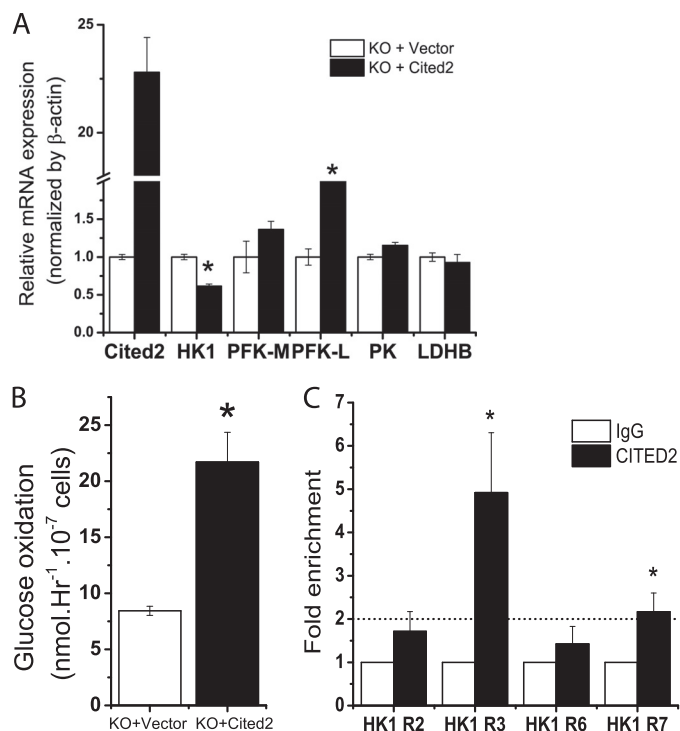 A
Relative mRNA expression
(normalized by β-actin)
25
20
1.5
1.0
0.5
0.0
KO + Vector
KO + Cited2
*
*
Cited2 HK1 PFK-M PFK-L PK LDHB
B
Glucose oxidation
(nmol.Hr-1.10-7 cells)
25
20
15
10
5
0
*
KO+Vector KO+Cited2
C
Fold enrichment
7
6
5
4
3
2
1
0
IgG
CITED2
*
*
HK1 R2 HK1 R3 HK1 R6 HK1 R7